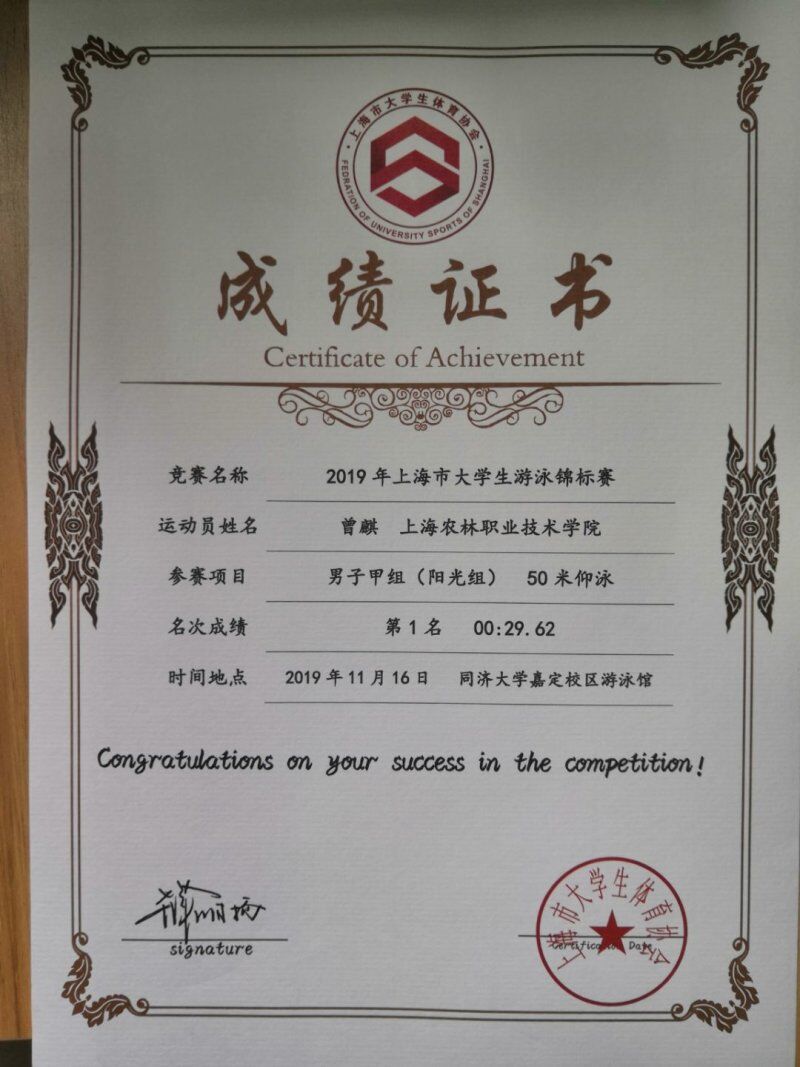 上海市大学生体育协会
FEDRATION OF UNIVERSITY SPORTS OF SHANGHAI
成绩证书
Certificate of Achievement
竞赛名称 2019年上海市大学生游泳锦标赛
运动员姓名 曾麒 上海农林职业技术学院
参赛项目 男子甲组（阳光组） 50米仰泳
名次成绩 第1名 00:29.62
时间地点 2019年11月16日 同济大学嘉定校区游泳馆
Congratulations on your success in the competition!
signature
上海市大学生体育协会
Certification Date